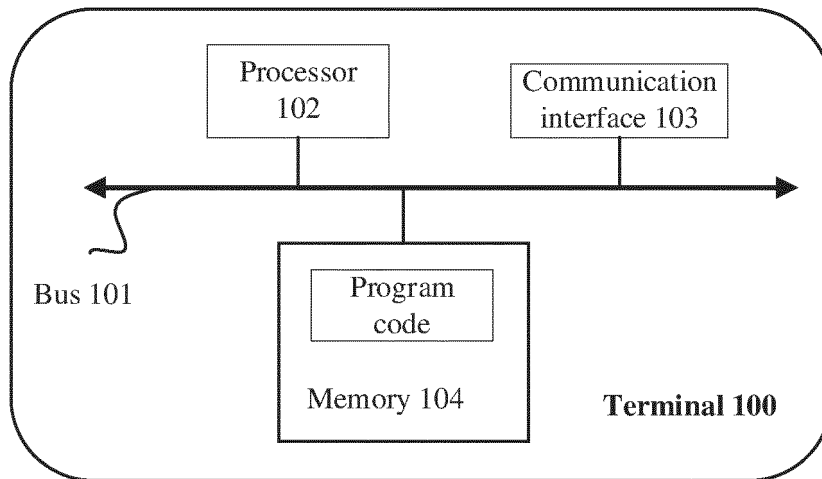 Processor
102
Communication
interface 103
Bus 101
Program
code
Memory 104
Terminal 100